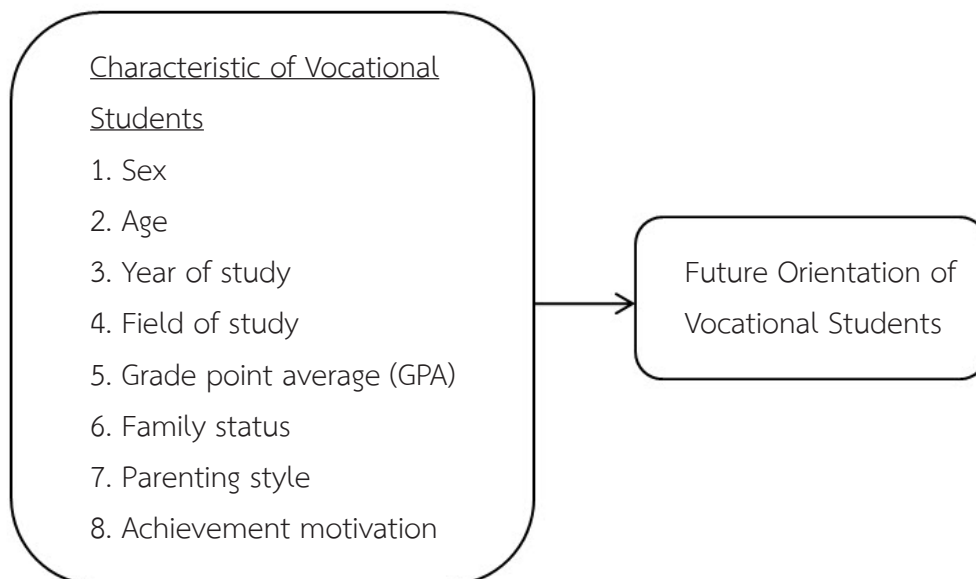 Characteristic of Vocational
Students
1. Sex
2. Age
3. Year of study
4. Field of study
5. Grade point average (GPA)
6. Family status
7. Parenting style
8. Achievement motivation
Future Orientation of
Vocational Students